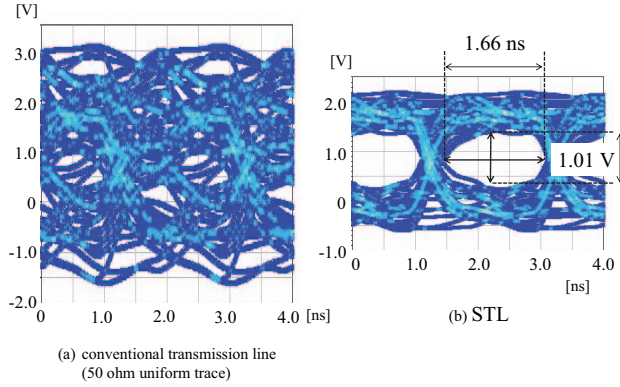 [V]
3.0
2.0
1.0
0
-1.0
-2.0
0 1.0 2.0 3.0 4.0 [ns]
(a) conventional transmission line
(50 ohm uniform trace)
1.66 ns
[V]
2.0
1.0
0
-1.0
1.01 V
0 1.0 2.0 3.0 4.0
[ns]
(b) STL